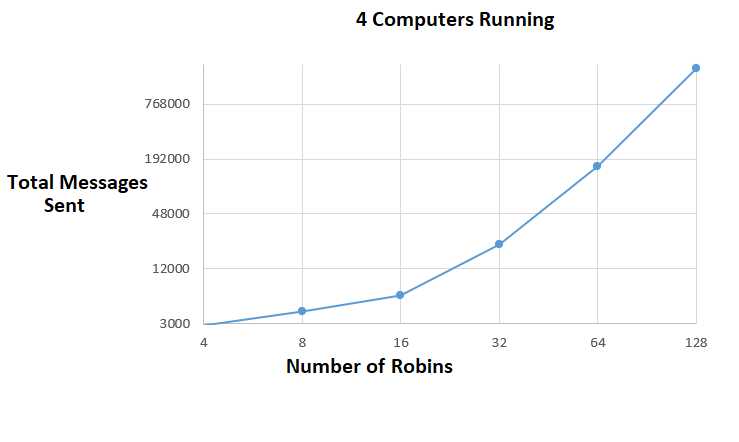 4 Computers Running
768000
192000
48000
12000
3000
Total Messages
Sent
4 8 16 32 64 128
Number of Robins